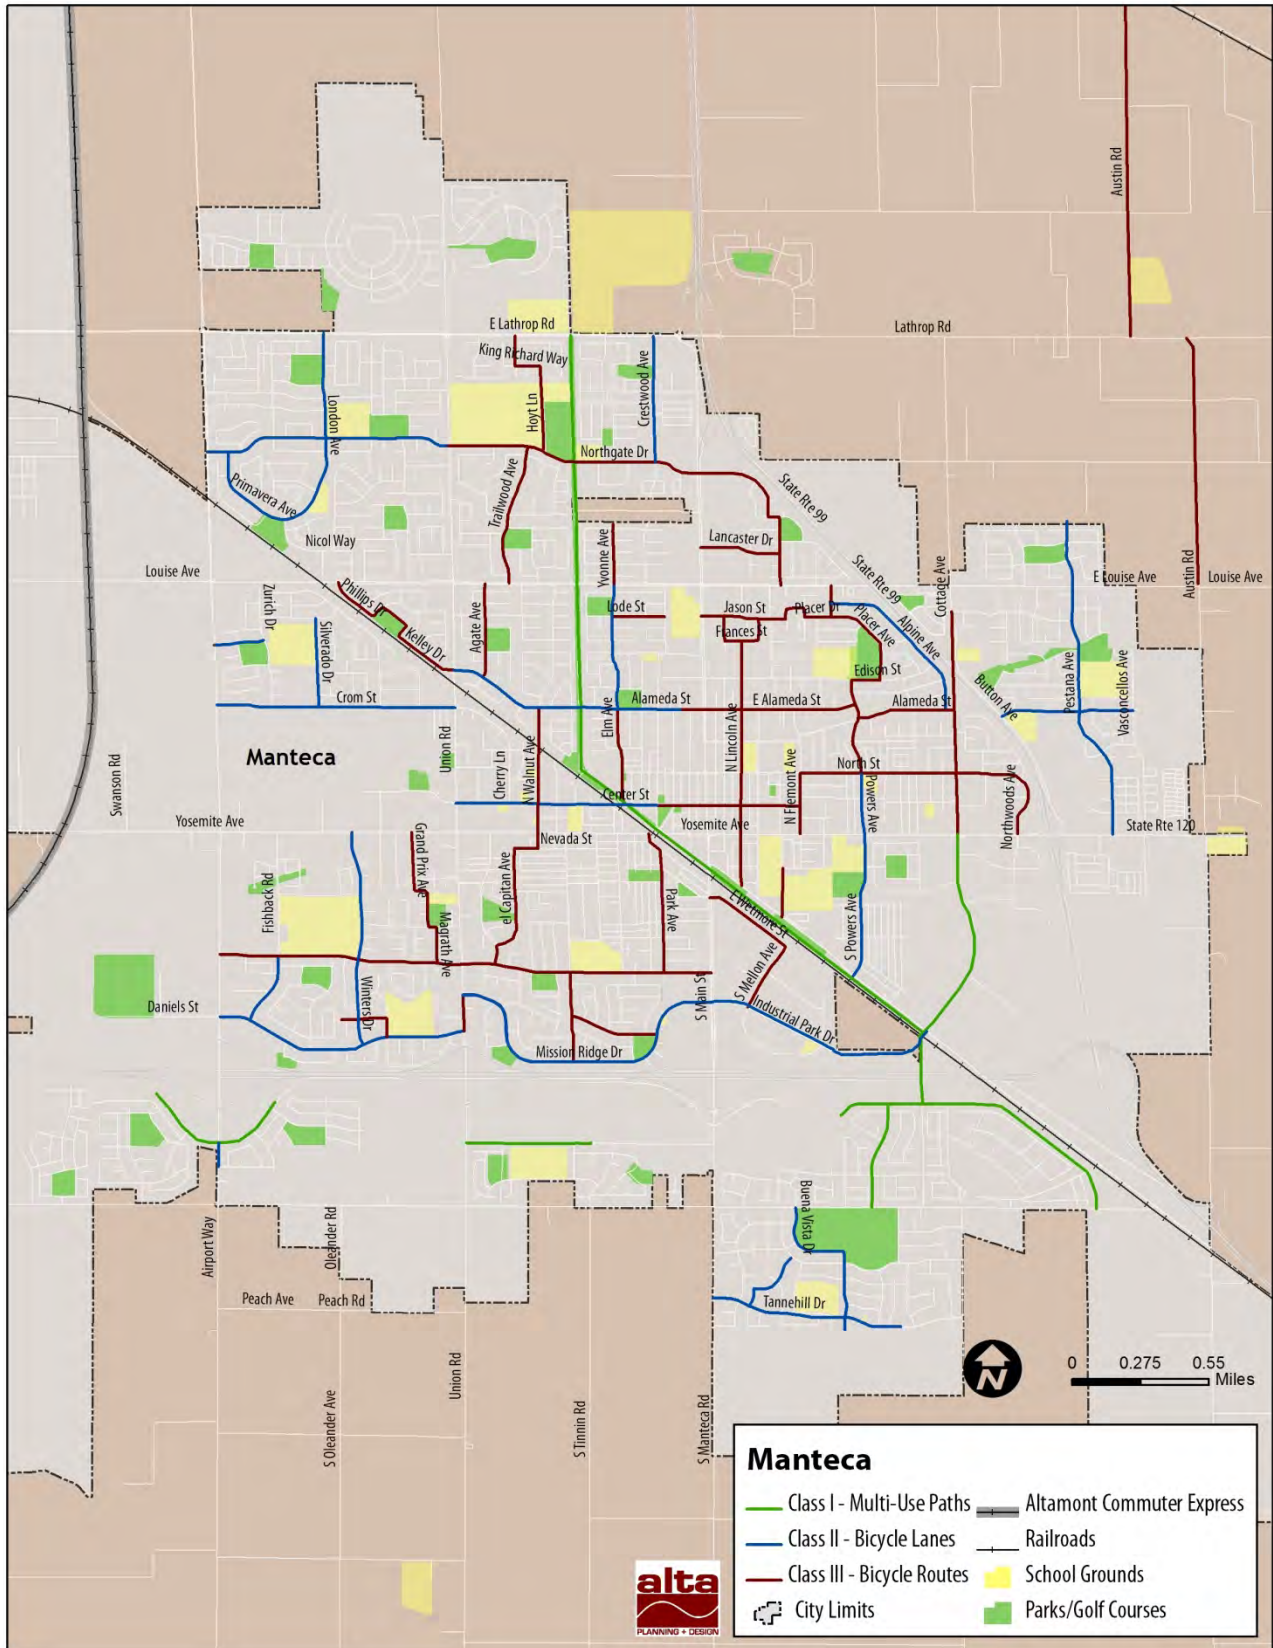 Austin Rd
E Lathrop Rd
Lathrop Rd
King Richard Way
Crestwood Ave
London Ave
Hoyt Ln
Northgate Dr
Primavera Ave
Trailwood Ave
State Rte 99
Nicol Way
Yvonne Ave
Lancaster Dr
Louise Ave
State Rte 99
Cottage Ave
E Louise Ave
Austin Rd
Louise Ave
Zurich Dr
Phillips Dr
Agate Ave
Lode St
Jason St
Placer Dr
Placer Ave
Alpine Ave
Silverado Dr
Kelley Dr
Frances St
Edison St
Button Ave
Pestana Ave
Vasconcellos Ave
Crom St
Elm Ave
Alameda St
N Lincoln Ave
E Alameda St
Alameda St
Manteca
Union Rd
Cherry Ln
N Walnut Ave
North St
Swanson Rd
Center St
N Fremont Ave
Powers Ave
Northwoods Ave
Yosemite Ave
Nevada St
Yosemite Ave
State Rte 120
Grand Prix Ave
el Capitan Ave
Fishback Rd
Magrath Ave
Park Ave
E Wetmore St
S Powers Ave
S Mellon Ave
Daniels St
Winters Dr
S Main St
Industrial Park Dr
Mission Ridge Dr
Buena Vista Dr
Airport Way
Oleander Rd
Peach Ave
Peach Rd
Tannehill Dr
S Oleander Ave
Union Rd
S Tinnin Rd
S Manteca Rd
N
0 0.275 0.55
Miles
Manteca
Class I - Multi-Use Paths
Altamont Commuter Express
Class II - Bicycle Lanes
Railroads
Class III - Bicycle Routes
School Grounds
City Limits
Parks/Golf Courses
alta
PLANNING + DESIGN